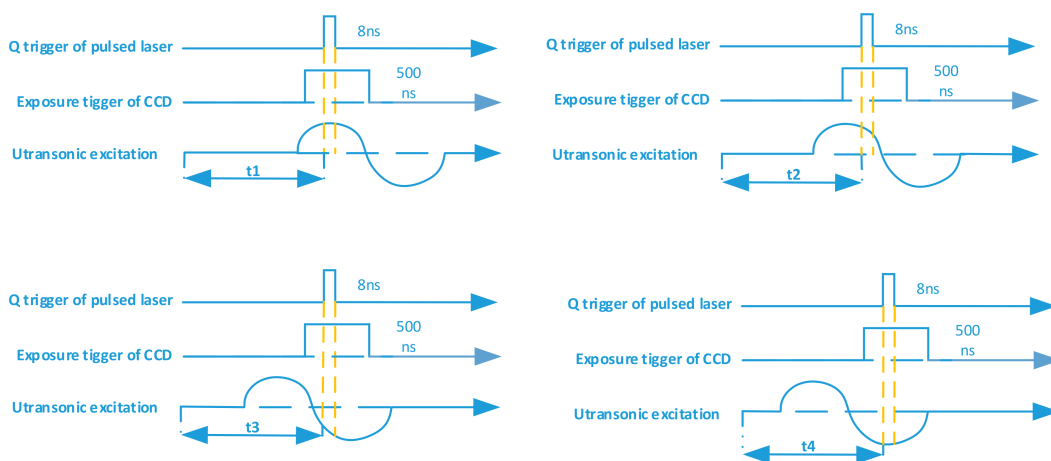 Q trigger of pulsed laser
8ns
Exposure tigger of CCD
500
ns
Utransonic excitation
t1
Q trigger of pulsed laser
8ns
Exposure tigger of CCD
500
ns
Utransonic excitation
t2
Q trigger of pulsed laser
8ns
Exposure tigger of CCD
500
ns
Utransonic excitation
t3
Q trigger of pulsed laser
8ns
Exposure tigger of CCD
500
ns
Utransonic excitation
t4